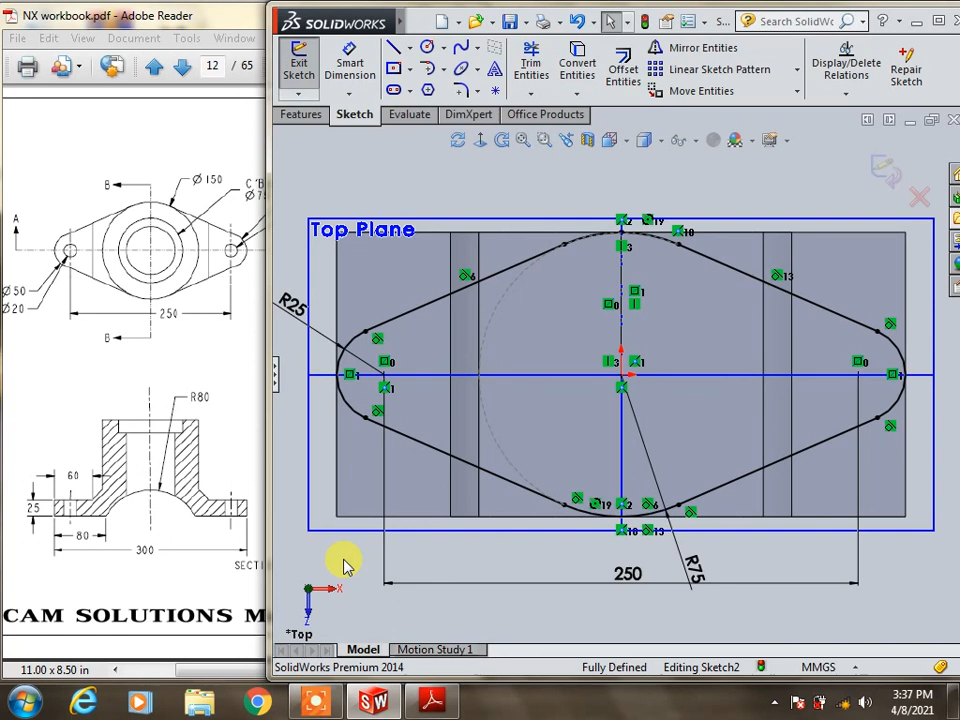 NX workbook.pdf - Adobe Reader
File Edit View Document Tools Window
12 / 65
B
Ø 150
C 'B
A
Ø 50
Ø 20
250
B
R80
60
25
80
300
SECTI
CAM SOLUTIONS M
11.00 x 8.50 in
SOLIDWORKS
S...
Search SolidWo
Exit Sketch
Smart Dimension
Trim Entities
Convert Entities
Offset Entities
Mirror Entities
Linear Sketch Pattern
Move Entities
Display/Delete Relations
Repair Sketch
Features Sketch Evaluate DimXpert Office Products
Top Plane
R25
250
R75
X
Z
*Top
Model Motion Study 1
SolidWorks Premium 2014 Fully Defined Editing Sketch2 MMGS
3:37 PM
4/8/2021